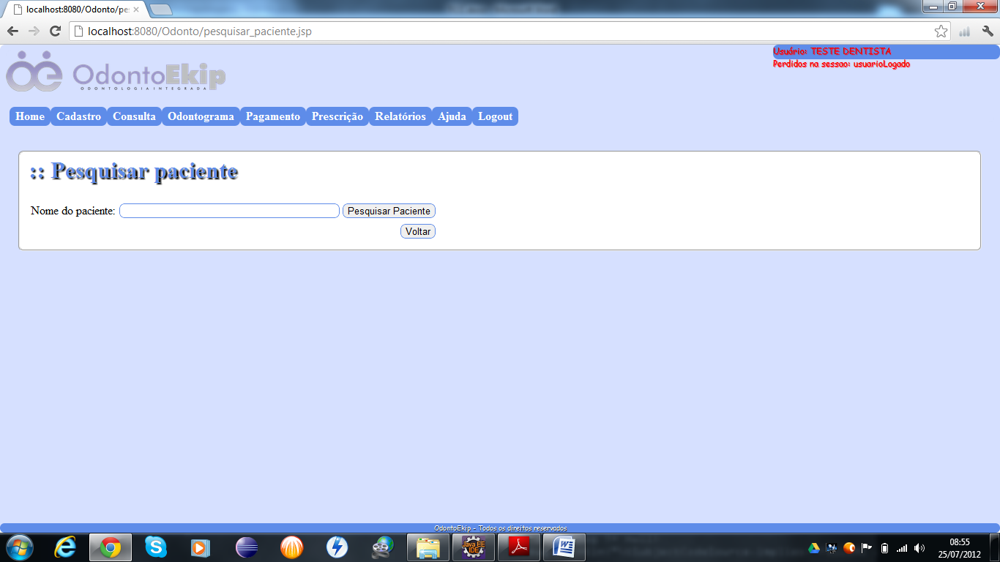 localhost:8080/Odonto/pe
localhost:8080/Odonto/pesquisar_paciente.jsp
Usuário: TESTE DENTISTA
Perdidos na sessao: usuarioLogado
OdontoEkip
ODONTOLOGIAINTEGRADA
Home Cadastro Consulta Odontograma Pagamento Prescrição Relatórios Ajuda Logout
:: Pesquisar paciente
Nome do paciente: Pesquisar Paciente
Voltar
OdontoEkip - Todos os direitos reservados
Java EE
IDE
08:55
25/07/2012